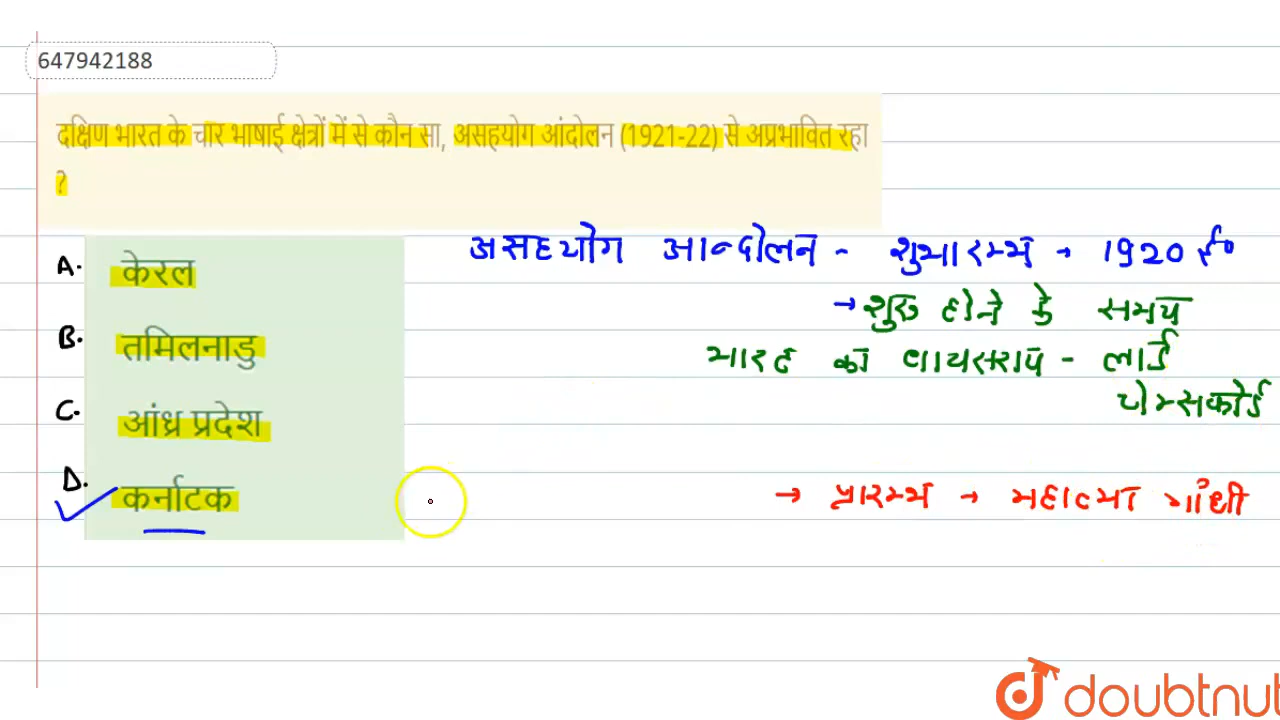 647942188
दक्षिण भारत के चार भाषाई क्षेत्रों में से कौन सा, असहयोग आंदोलन (1921-22) से अप्रभावित रहा
?
A. केरल
B. तमिलनाडु
C. आंध्र प्रदेश
D. कर्नाटक
असहयोग आन्दोलन - शुभारम्भ → 1920 ई०
→ शुरू होने के समय
भारत का वायसराय - लार्ड
चेम्सफोर्ड
→ प्रारम्भ → महात्मा गांधी
doubtnut